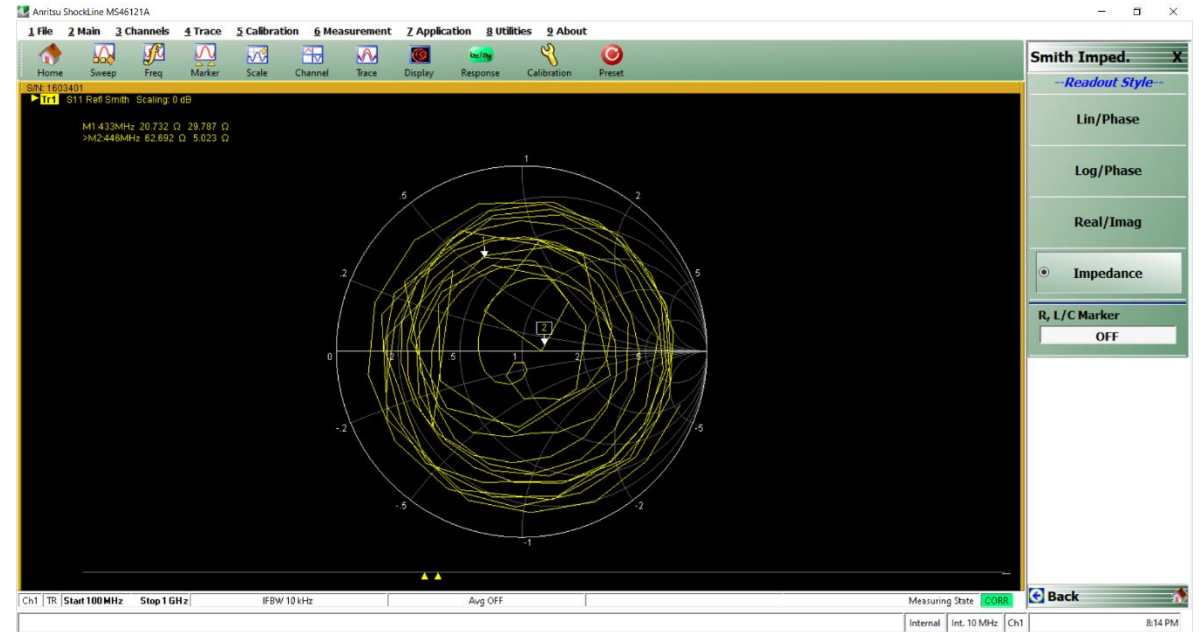 Anritsu ShockLine MS46121A
1 File 2 Main 3 Channels 4 Trace 5 Calibration 6 Measurement 7 Application 8 Utilities 9 About
Home Sweep Freq Marker Scale Channel Trace Display Response Calibration Preset
S/N: 1603401
Tr1 S11 Refl Smith Scaling: 0 dB
M1:433MHz 20.732 Ω 29.787 Ω
>M2:446MHz 62.692 Ω 5.023 Ω
1
.5 2
.2 5
2
0 .2 .5 1 2 5
-.2 -5
-.5 -2
-1
Ch1 TR Start 100 MHz Stop 1 GHz IFBW 10 kHz Avg OFF Measuring State CORR
Internal Int. 10 MHz Ch1
Smith Imped. X
--Readout Style--
Lin/Phase
Log/Phase
Real/Imag
Impedance
R, L/C Marker
OFF
Back
8:14 PM